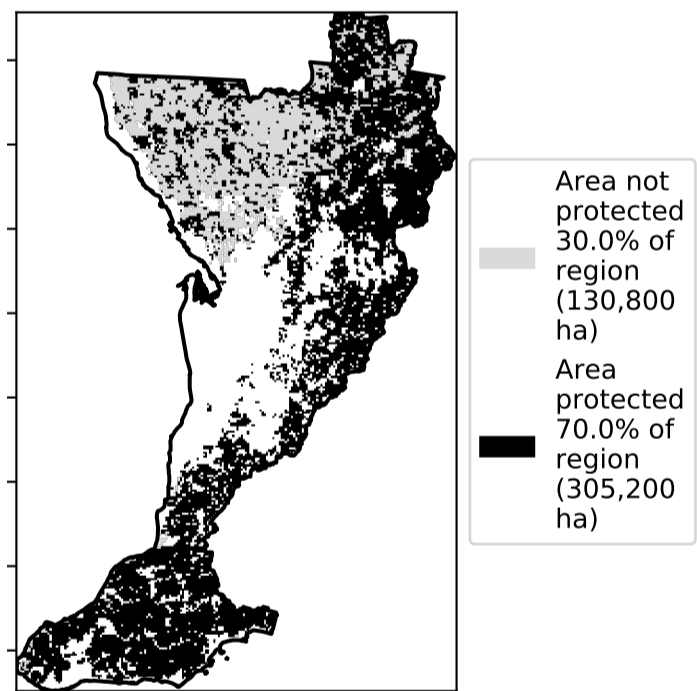 Area not
protected
30.0% of
region
(130,800
ha)
Area
protected
70.0% of
region
(305,200
ha)